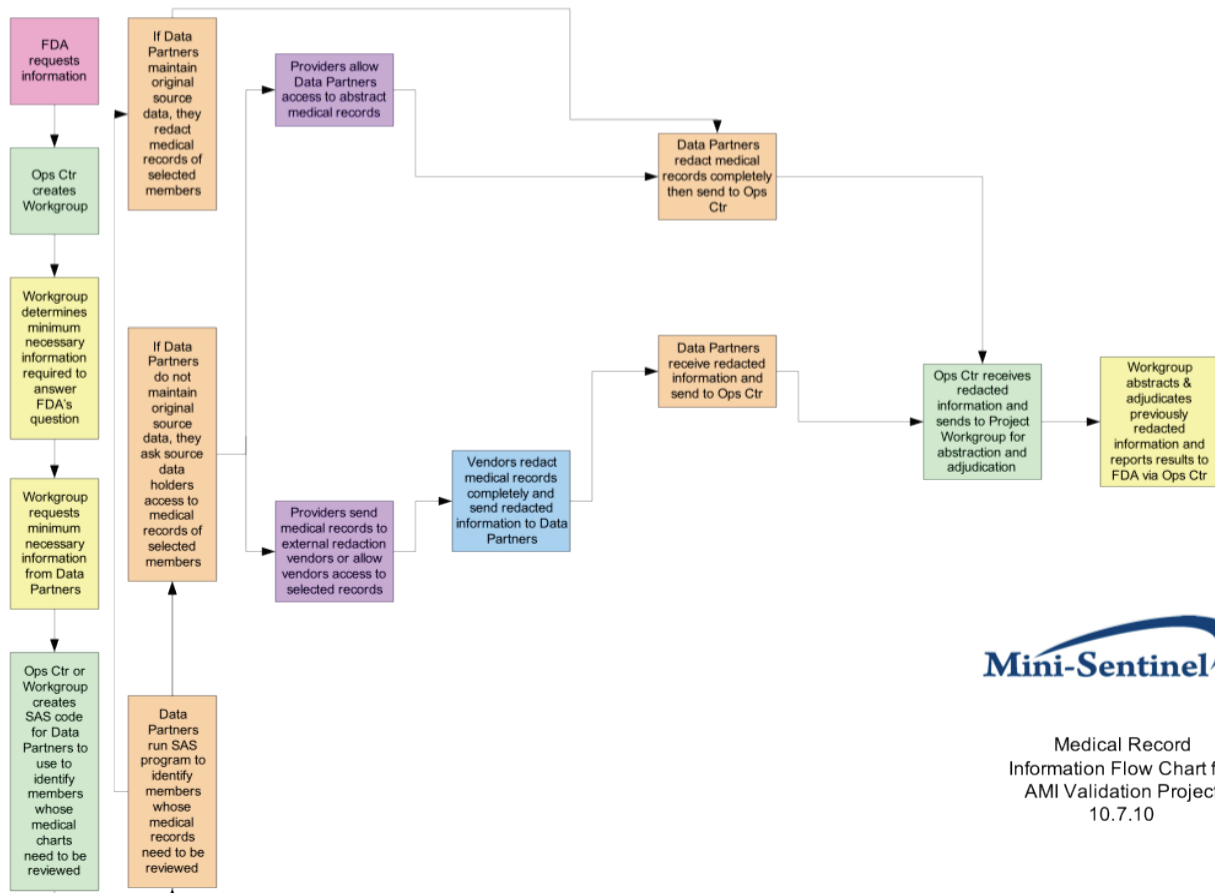 FDA
requests
information
Ops Ctr
creates
Workgroup
Workgroup
determines
minimum
necessary
information
required to
answer
FDA's
question
Workgroup
requests
minimum
necessary
information
from Data
Partners
Ops Ctr or
Workgroup
creates
SAS code
for Data
Partners to
use to
identify
members
whose
medical
charts
need to be
reviewed
If Data
Partners
maintain
original
source
data, they
redact
medical
records of
selected
members
If Data
Partners
do not
maintain
original
source
data, they
ask source
data
holders
access to
medical
records of
selected
members
Data
Partners
run SAS
program to
identify
members
whose
medical
records
need to be
reviewed
Providers allow
Data Partners
access to abstract
medical records
Providers send
medical records to
external redaction
vendors or allow
vendors access to
selected records
Vendors redact
medical records
completely and
send redacted
information to Data
Partners
Data Partners
redact medical
records completely
then send to Ops
Ctr
Data Partners
receive redacted
information and
send to Ops Ctr
Ops Ctr receives
redacted
information and
sends to Project
Workgroup for
abstraction and
adjudication
Workgroup
abstracts &
adjudicates
previously
redacted
information and
reports results to
FDA via Ops Ctr
Mini-Sentinel
Medical Record
Information Flow Chart
AMI Validation Project
10.7.10